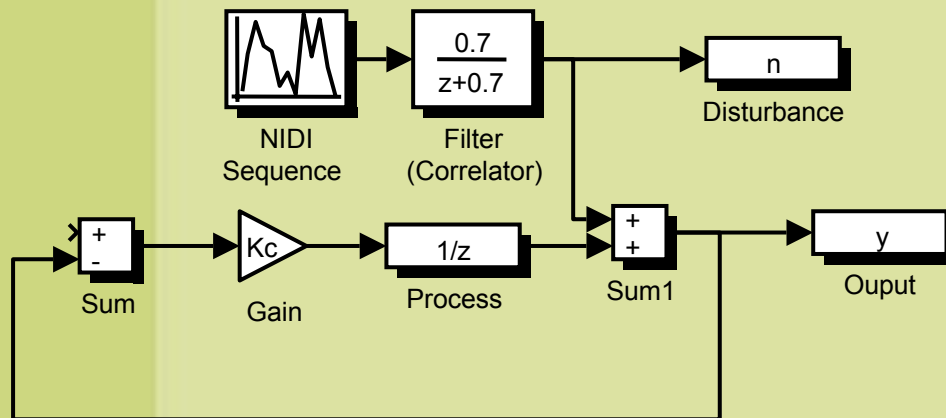 0.7
z+0.7
n
NIDI
Sequence
Filter
(Correlator)
Disturbance
+
-
Sum
Kc
Gain
1/z
Process
+
+
Sum1
y
Ouput